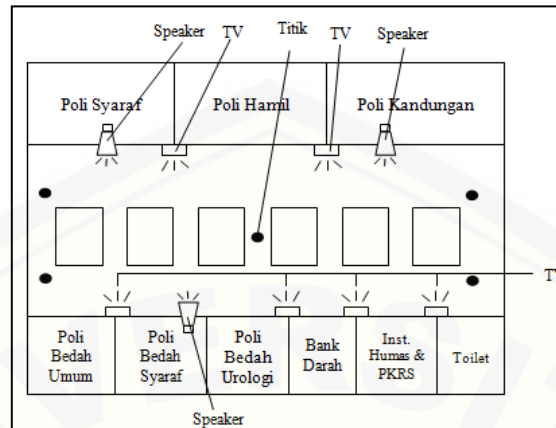 Speaker TV Titik TV Speaker
Poli Syaraf Poli Hamil Poli Kandungan
TV
Poli
Bedah
Umum
Poli
Bedah
Syaraf
Poli
Bedah
Urologi
Bank
Darah
Inst.
Humas &
PKRS
Toilet
Speaker